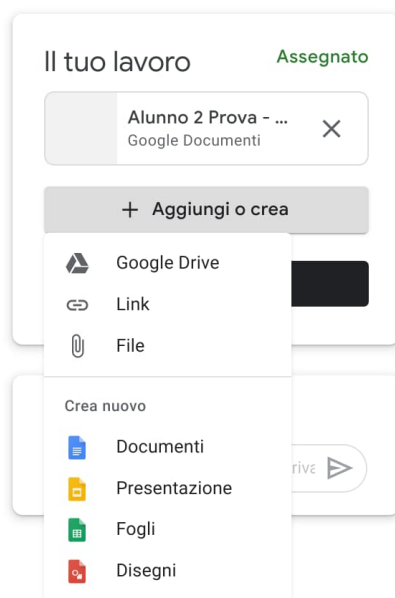 Il tuo lavoro
Assegnato
Alunno 2 Prova - ...
Google Documenti
+ Aggiungi o crea
Google Drive
Link
File
Crea nuovo
Documenti
Presentazione
Fogli
Disegni